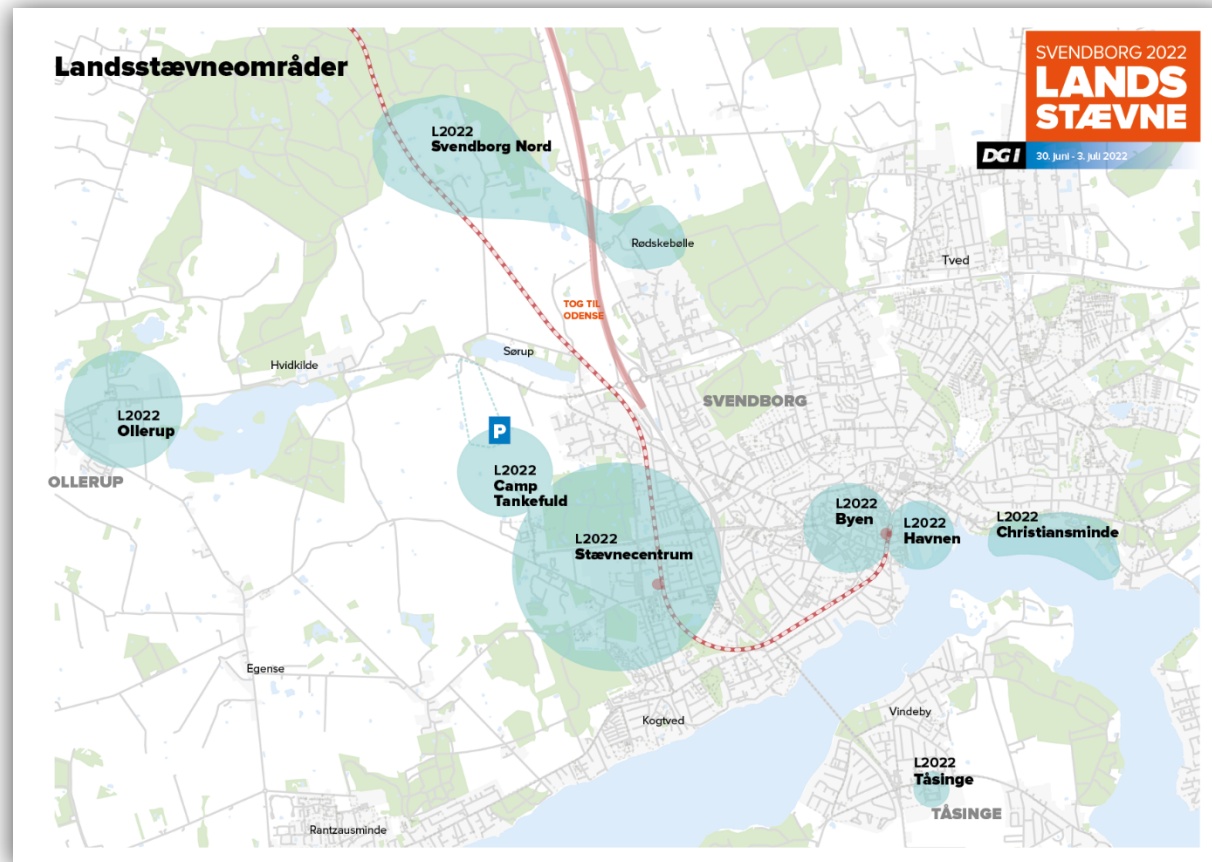 Landsstævneområder
SVENDBORG 2022
LANDS
STÆVNE
DGI
30. juni - 3. juli 2022
L2022
Svendborg Nord
Rødskebølle
Tved
TOG TIL
ODENSE
Sørup
Hvidkilde
SVENDBORG
L2022
Ollerup
OLLERUP
P
L2022
Camp
Tankefuld
L2022
Stævnecentrum
L2022
Byen
L2022
Havnen
L2022
Christiansminde
Egense
Kogtved
Vindeby
L2022
Tåsinge
TÅSINGE
Rantzausminde